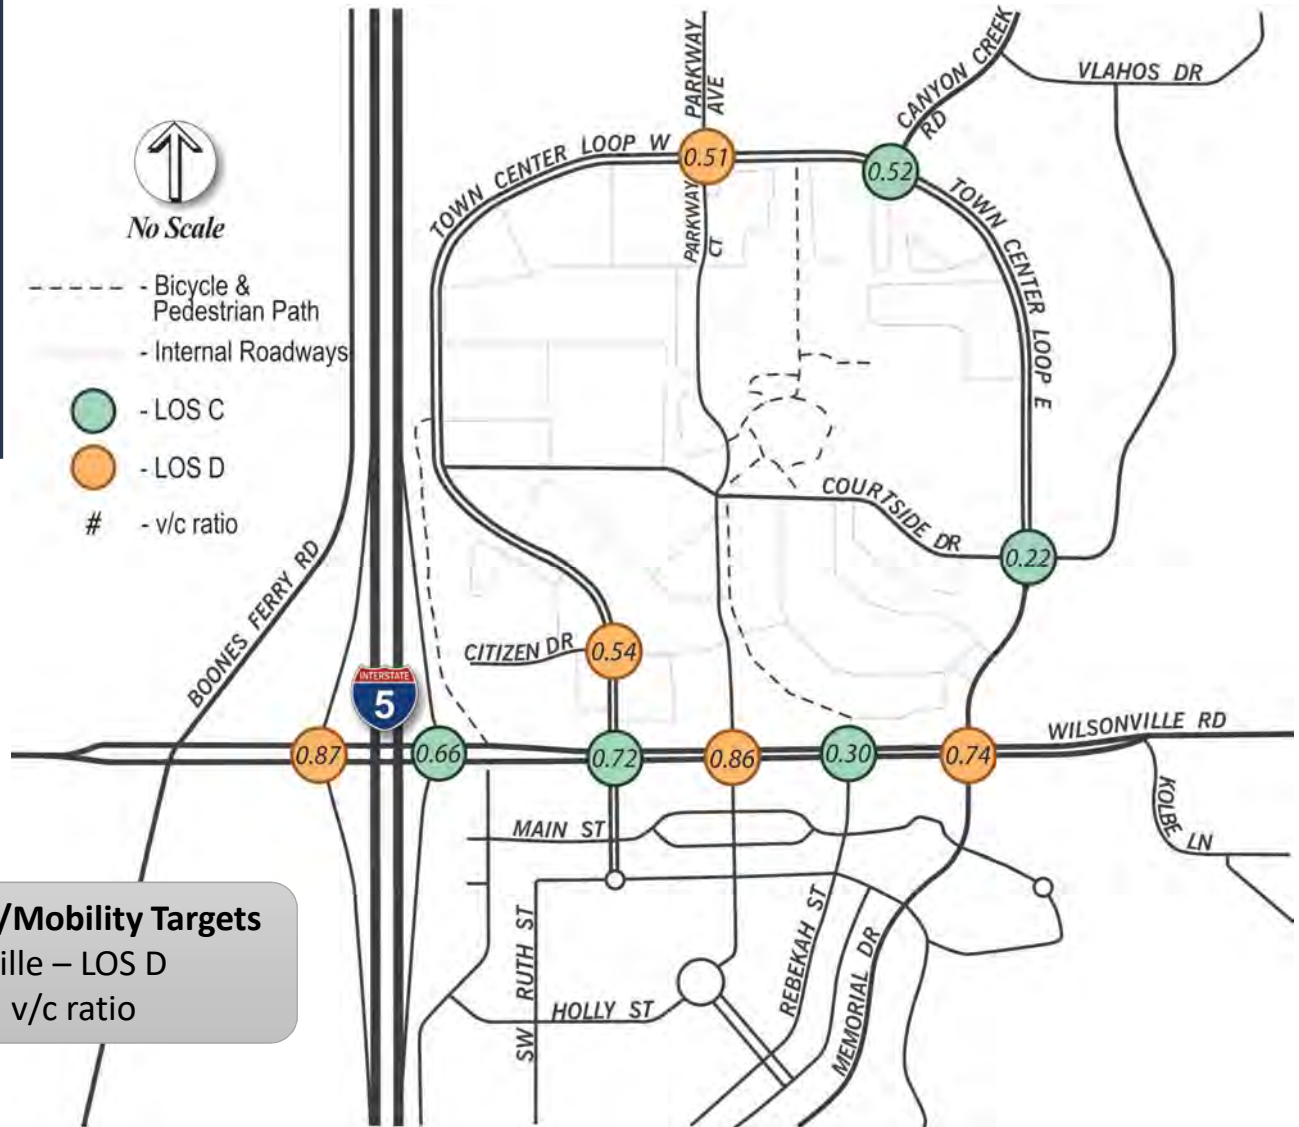 PARKWAY
AVE
CANYON CREEK
RD
VLAHOS DR
TOWN CENTER LOOP W
0.51
0.52
PARKWAY
CT
TOWN CENTER LOOP E
No Scale
- Bicycle &
Pedestrian Path
- Internal Roadways
- LOS C
- LOS D
# - v/c ratio
COURTSIDE DR
0.22
BOONES FERRY RD
CITIZEN DR
0.54
INTERSTATE
5
WILSONVILLE RD
0.87
0.66
0.72
0.86
0.30
0.74
KOLBE
LN
MAIN ST
SW RUTH ST
HOLLY ST
REBEKAH ST
MEMORIAL DR
/Mobility Targets
ille – LOS D
v/c ratio